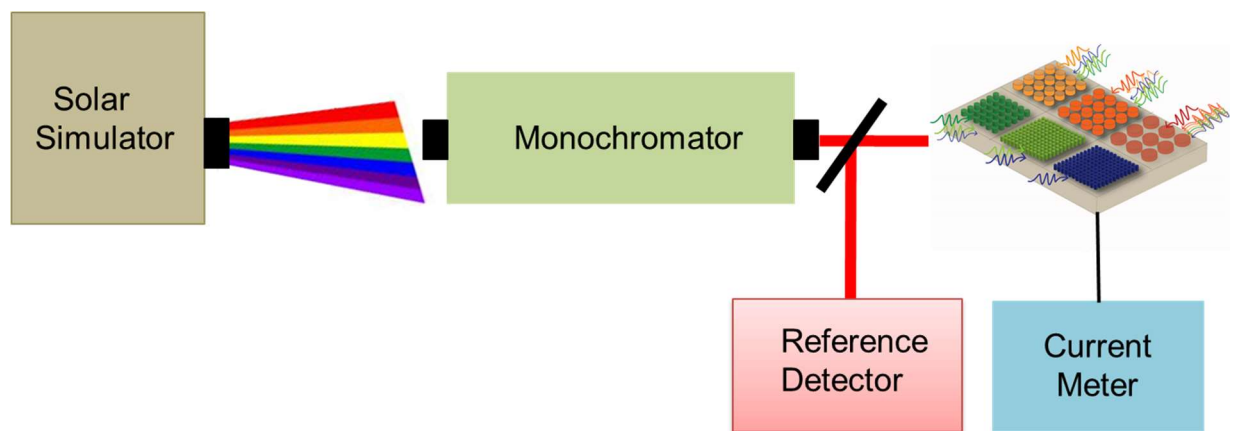 Solar
Simulator
Monochromator
Reference
Detector
Current
Meter